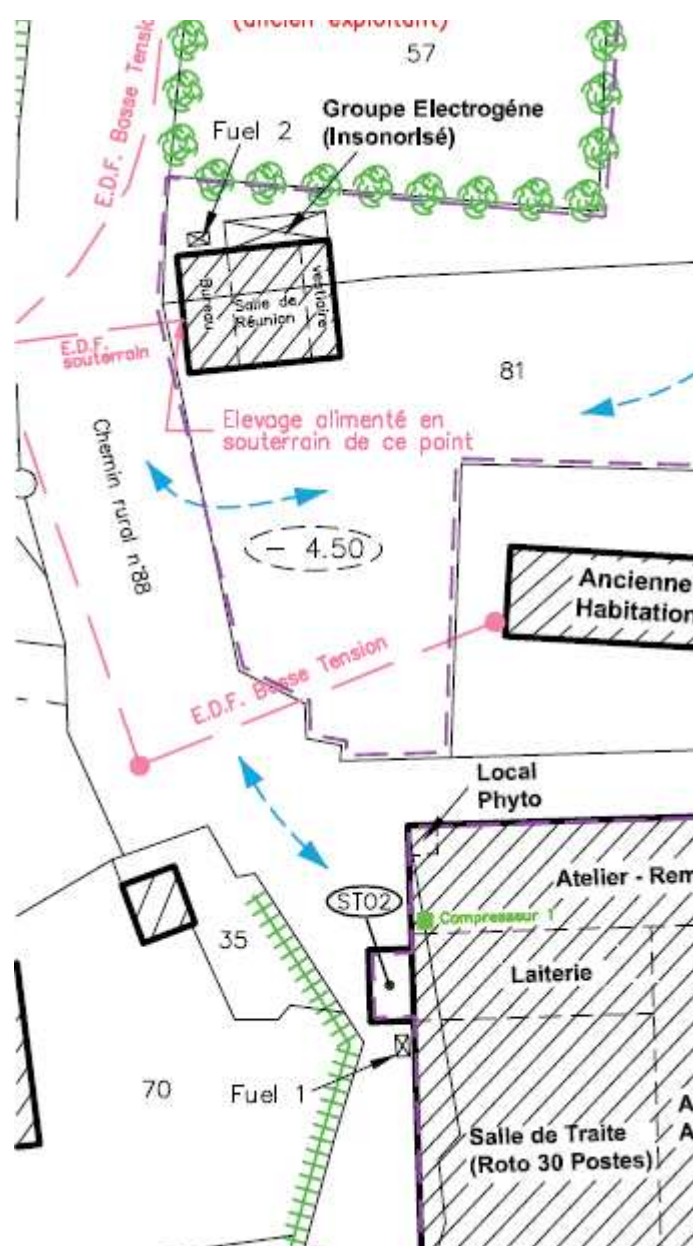 (ancien exploitant)
57
E.D.F. Basse Tension
Groupe Electrogéne
(Insonorisé)
Fuel 2
Bureau
Salle de
Réunion
vestiaire
E.D.F.
souterrain
81
Elevage alimenté en
souterrain de ce point
Chemin rural n°88
- 4.50
Ancienne
Habitation
E.D.F. Basse Tension
Local
Phyto
Atelier - Rem
ST02
Compresseur 1
35
Laiterie
70
Fuel 1
A
Salle de Traite
A
(Roto 30 Postes)